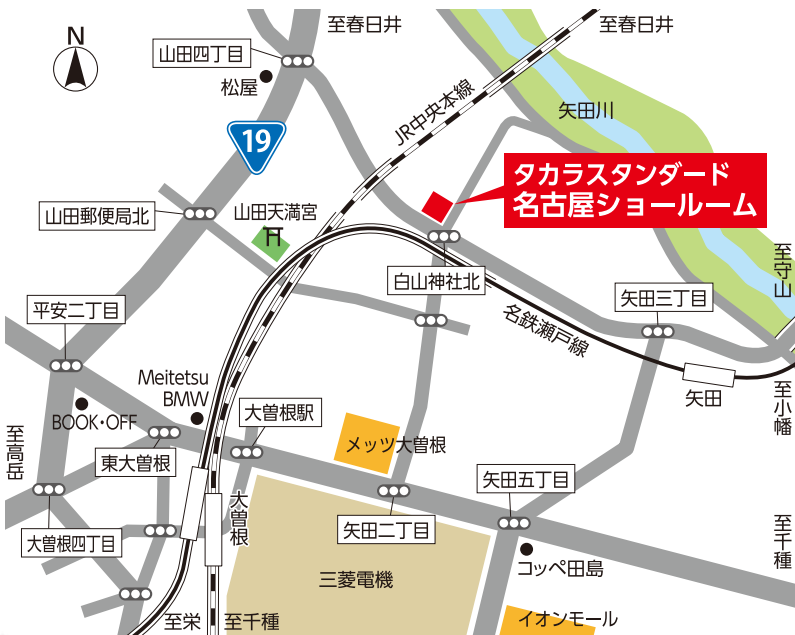 至春日井
至春日井
N
山田四丁目
松屋
JR中央本線
矢田川
19
タカラスタンダード
名古屋ショールーム
山田郵便局北
山田天満宮
至守山
白山神社北
矢田三丁目
平安二丁目
名鉄瀬戸線
Meitetsu
BMW
矢田
至小幡
BOOK・OFF
大曽根駅
至高岳
メッツ大曽根
東大曽根
矢田五丁目
大曽根
矢田二丁目
至千種
大曽根四丁目
コッペ田島
三菱電機
至栄
至千種
イオンモール